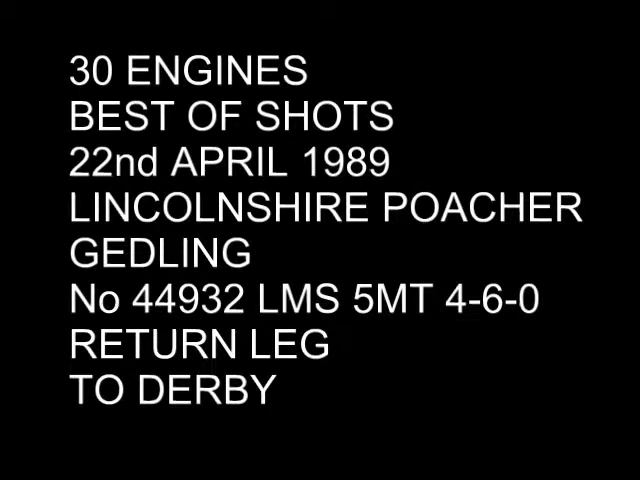 30 ENGINES
BEST OF SHOTS
22nd APRIL 1989
LINCOLNSHIRE POACHER
GEDLING
No 44932 LMS 5MT 4-6-0
RETURN LEG
TO DERBY